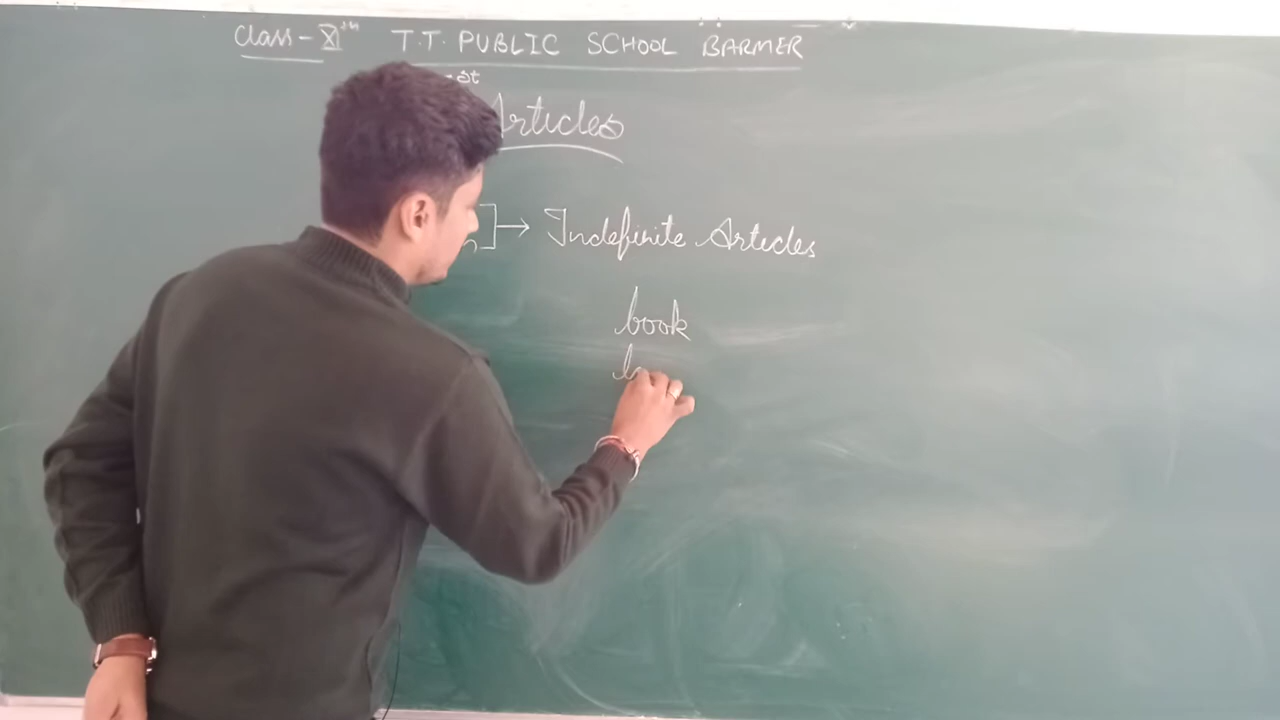 Class - XI th T.T. PUBLIC SCHOOL BARMER
Articles
] → Indefinite Articles
book